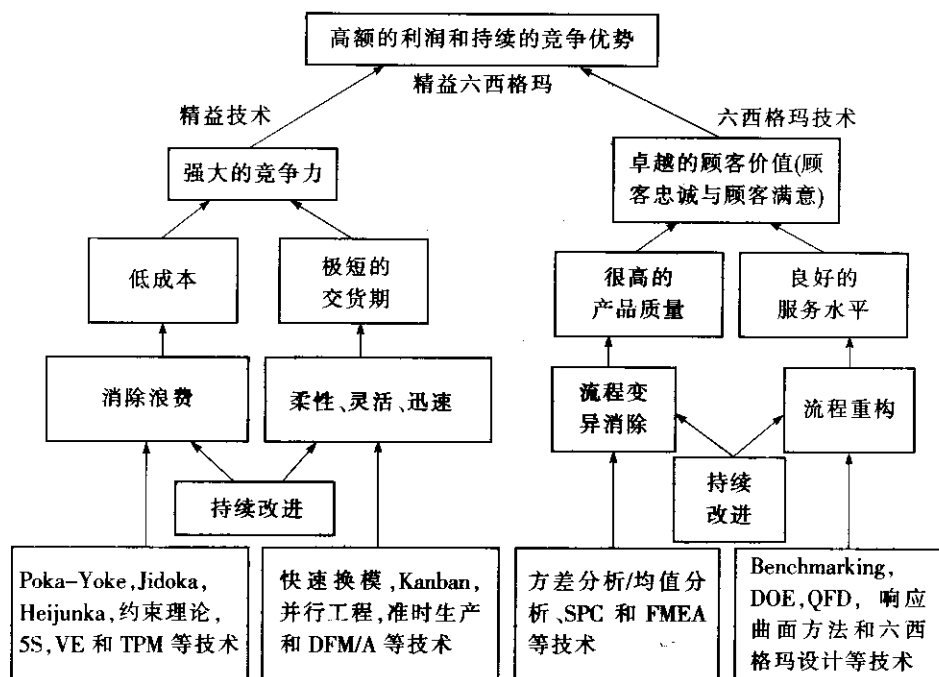 高额的利润和持续的竞争优势
精益六西格玛
精益技术
六西格玛技术
强大的竞争力
卓越的顾客价值(顾
客忠诚与顾客满意)
低成本
极短的
交货期
很高的
产品质量
良好的
服务水平
消除浪费
柔性、灵活、迅速
流程变
异消除
流程重构
持续改进
持续
改进
Poka-Yoke,Jidoka,
Heijunka,约束理论,
5S,VE和TPM等技术
快速换模,Kanban,
并行工程,准时生产
和DFM/A等技术
方差分析/均值分
析、SPC和FMEA
等技术
Benchmarking,
DOE,QFD, 响应
曲面方法和六西
格玛设计等技术